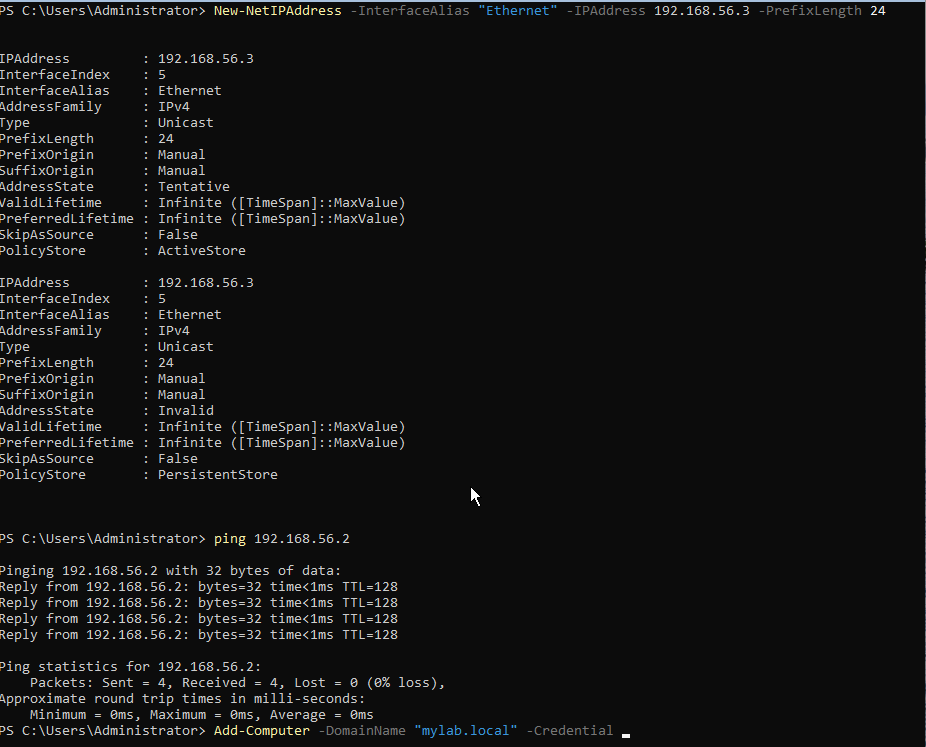 PS C:\Users\Administrator> New-NetIPAddress -InterfaceAlias "Ethernet" -IPAddress 192.168.56.3 -PrefixLength 24
IPAddress         : 192.168.56.3
InterfaceIndex    : 5
InterfaceAlias    : Ethernet
AddressFamily     : IPv4
Type              : Unicast
PrefixLength      : 24
PrefixOrigin      : Manual
SuffixOrigin      : Manual
AddressState      : Tentative
ValidLifetime     : Infinite ([TimeSpan]::MaxValue)
PreferredLifetime : Infinite ([TimeSpan]::MaxValue)
SkipAsSource      : False
PolicyStore       : ActiveStore
IPAddress         : 192.168.56.3
InterfaceIndex    : 5
InterfaceAlias    : Ethernet
AddressFamily     : IPv4
Type              : Unicast
PrefixLength      : 24
PrefixOrigin      : Manual
SuffixOrigin      : Manual
AddressState      : Invalid
ValidLifetime     : Infinite ([TimeSpan]::MaxValue)
PreferredLifetime : Infinite ([TimeSpan]::MaxValue)
SkipAsSource      : False
PolicyStore       : PersistentStore
PS C:\Users\Administrator> ping 192.168.56.2
Pinging 192.168.56.2 with 32 bytes of data:
Reply from 192.168.56.2: bytes=32 time<1ms TTL=128
Reply from 192.168.56.2: bytes=32 time<1ms TTL=128
Reply from 192.168.56.2: bytes=32 time<1ms TTL=128
Reply from 192.168.56.2: bytes=32 time<1ms TTL=128
Ping statistics for 192.168.56.2:
    Packets: Sent = 4, Received = 4, Lost = 0 (0% loss),
Approximate round trip times in milli-seconds:
    Minimum = 0ms, Maximum = 0ms, Average = 0ms
PS C:\Users\Administrator> Add-Computer -DomainName "mylab.local" -Credential _